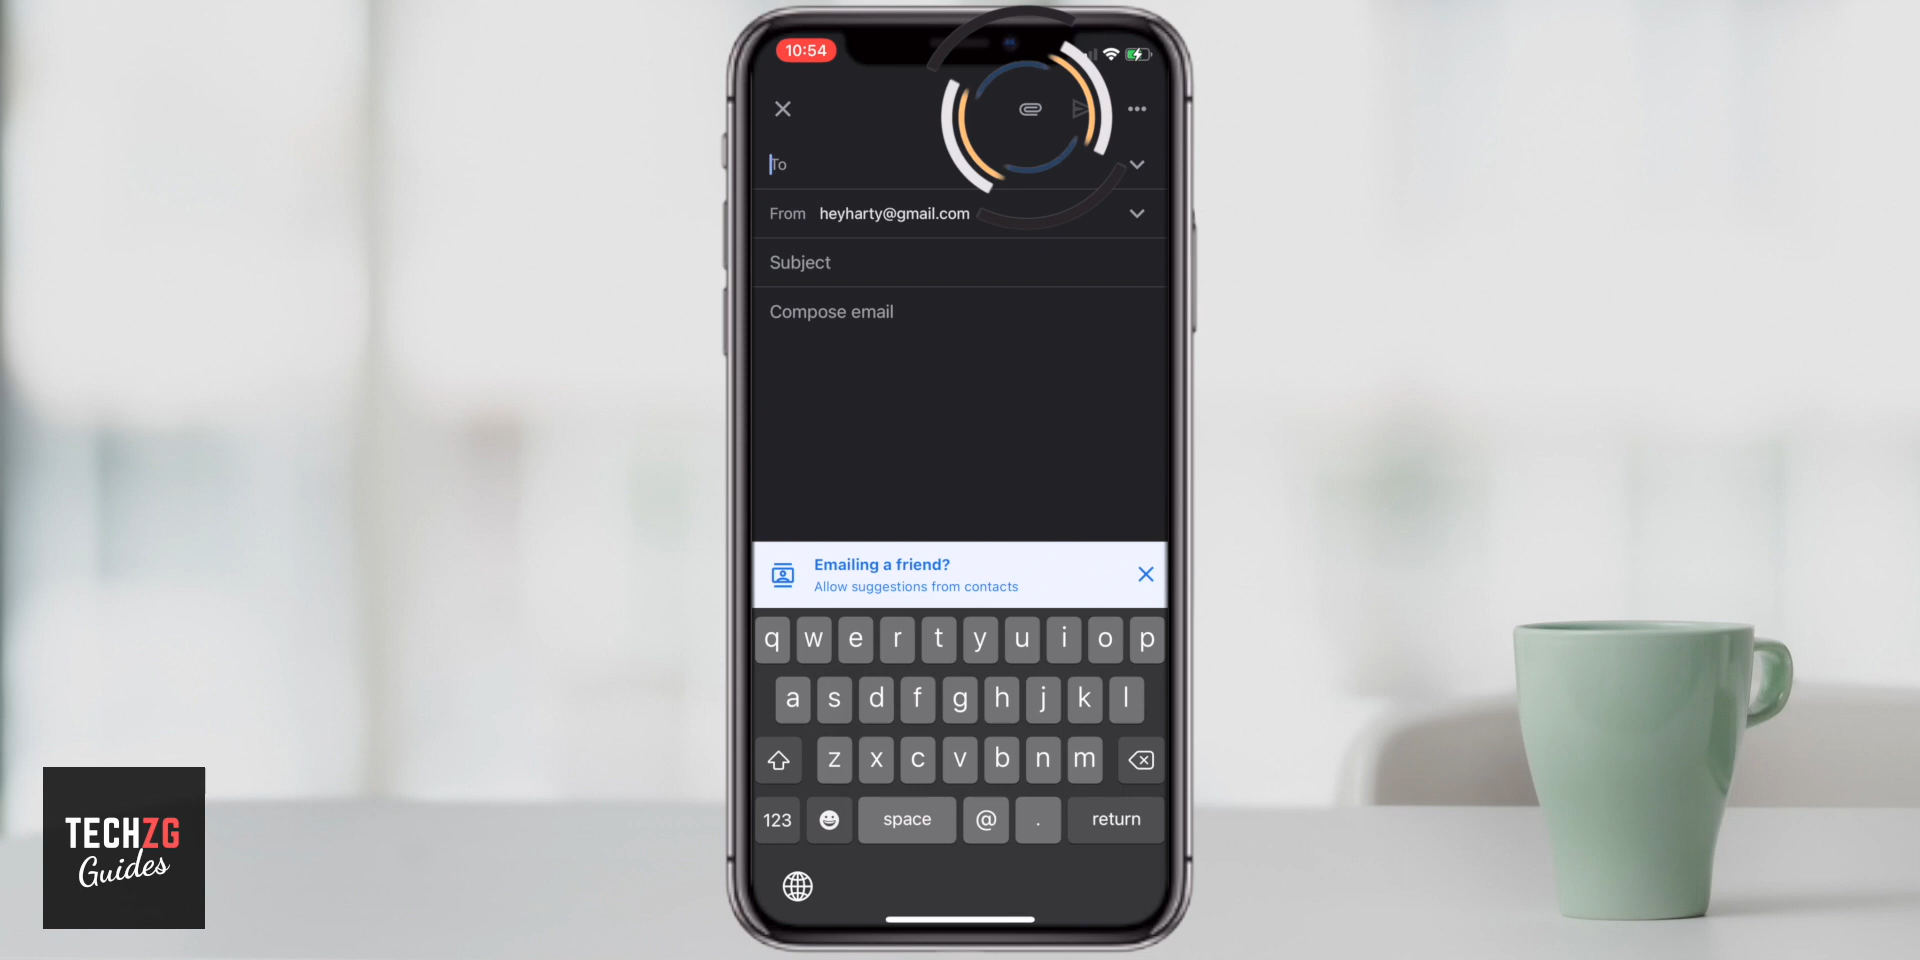 10:54
To
From heyharty@gmail.com
Subject
Compose email
Emailing a friend?
Allow suggestions from contacts
q w e r t y u i o p
a s d f g h j k l
z x c v b n m
123 space @ . return
TECHZG
Guides